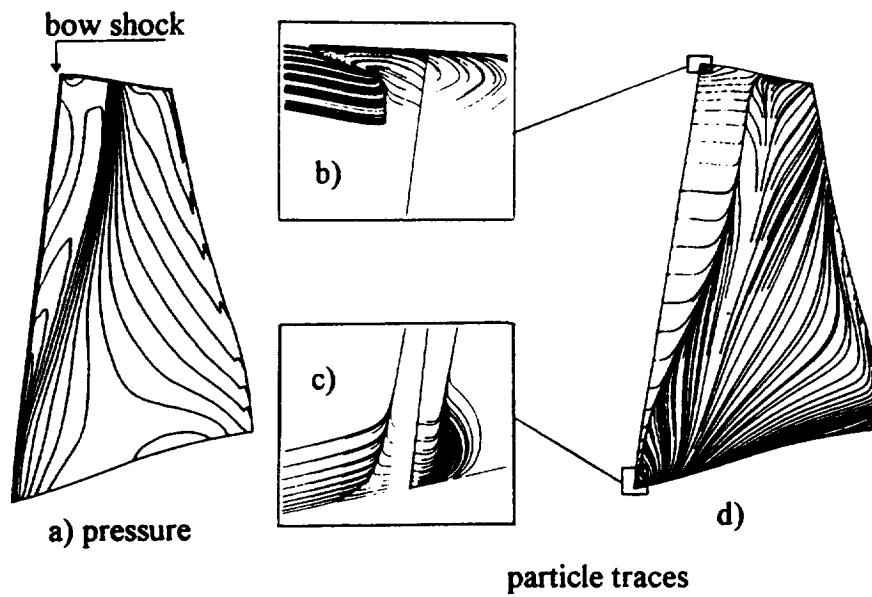 bow shock
b)
c)
a) pressure
d)
particle traces